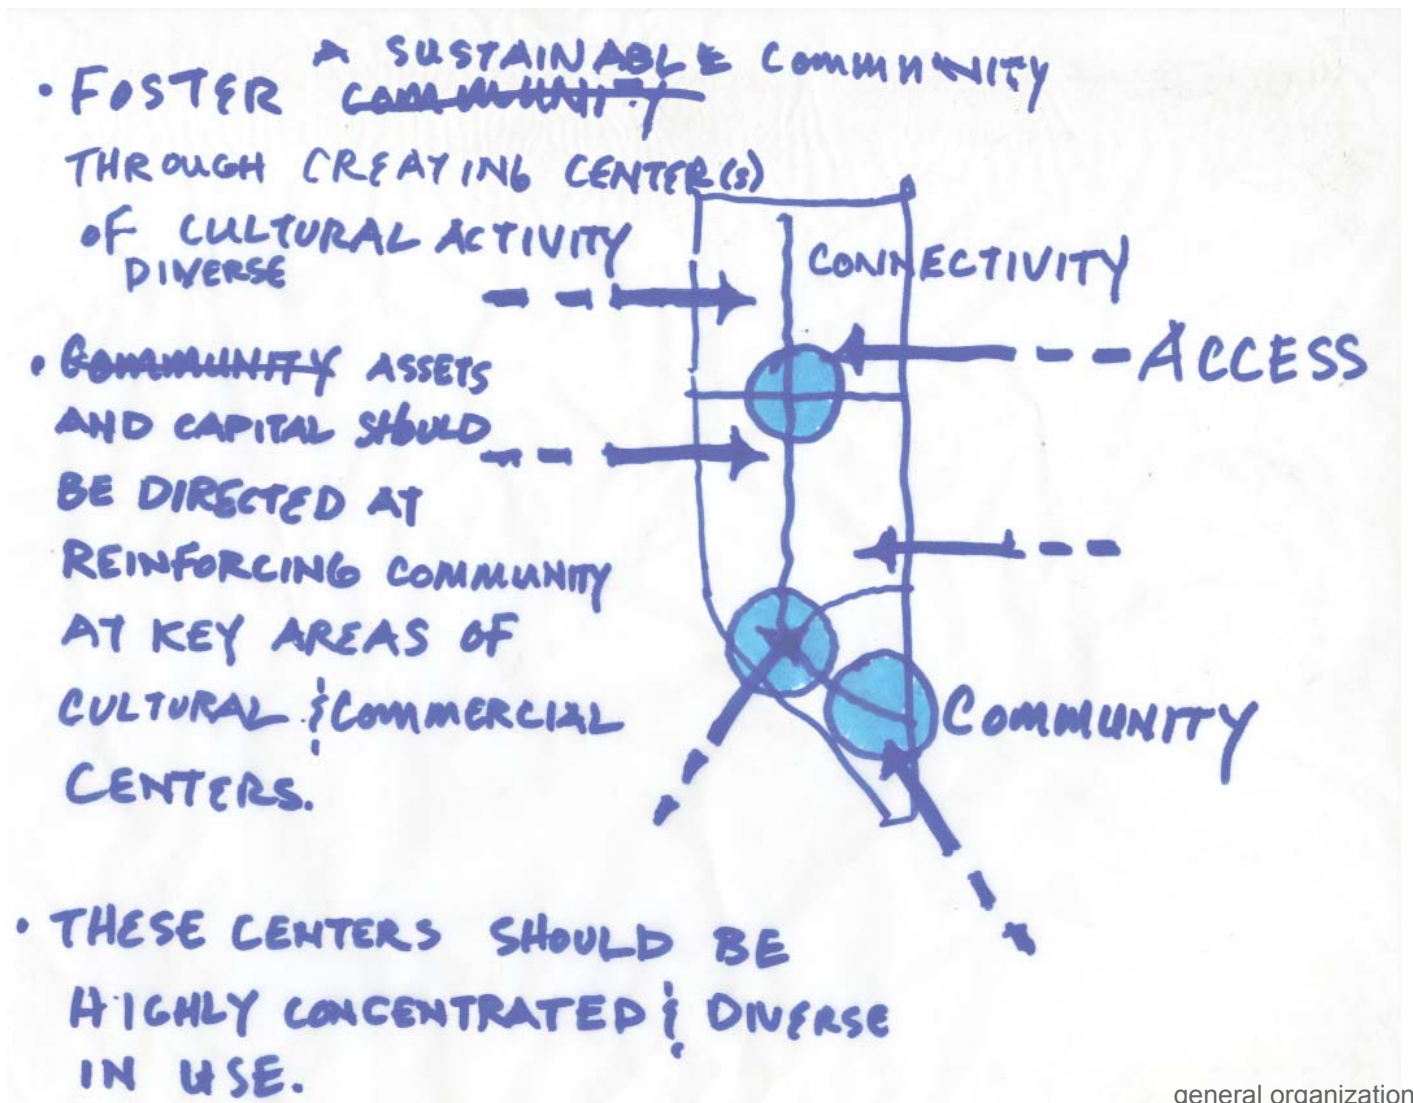 A SUSTAINABLE COMMUNITY
• FOSTER COMMUNITY
THROUGH CREATING CENTER(S)
OF CULTURAL ACTIVITY
DIVERSE
CONNECTIVITY
ACCESS
• COMMUNITY ASSETS
AND CAPITAL SHOULD
BE DIRECTED AT
REINFORCING COMMUNITY
AT KEY AREAS OF
CULTURAL & COMMERCIAL
CENTERS.
COMMUNITY
• THESE CENTERS SHOULD BE
HIGHLY CONCENTRATED & DIVERSE
IN USE.
general organization